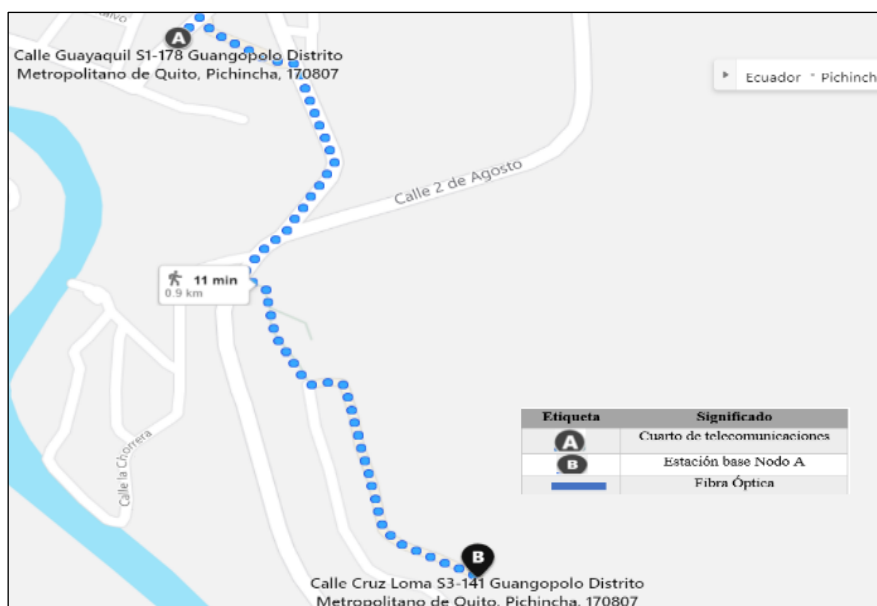 A
Calle Guayaquil S1-178 Guangopolo Distrito
Metropolitano de Quito, Pichincha, 170807
Ecuador
Pichinch
Calle 2 de Agosto
11 min
0.9 km
Calle la Chorrera
Etiqueta Significado
A Cuarto de telecomunicaciones
B Estación base Nodo A
Fibra Óptica
B
Calle Cruz Loma S3-141 Guangopolo Distrito
Metropolitano de Quito, Pichincha, 170807